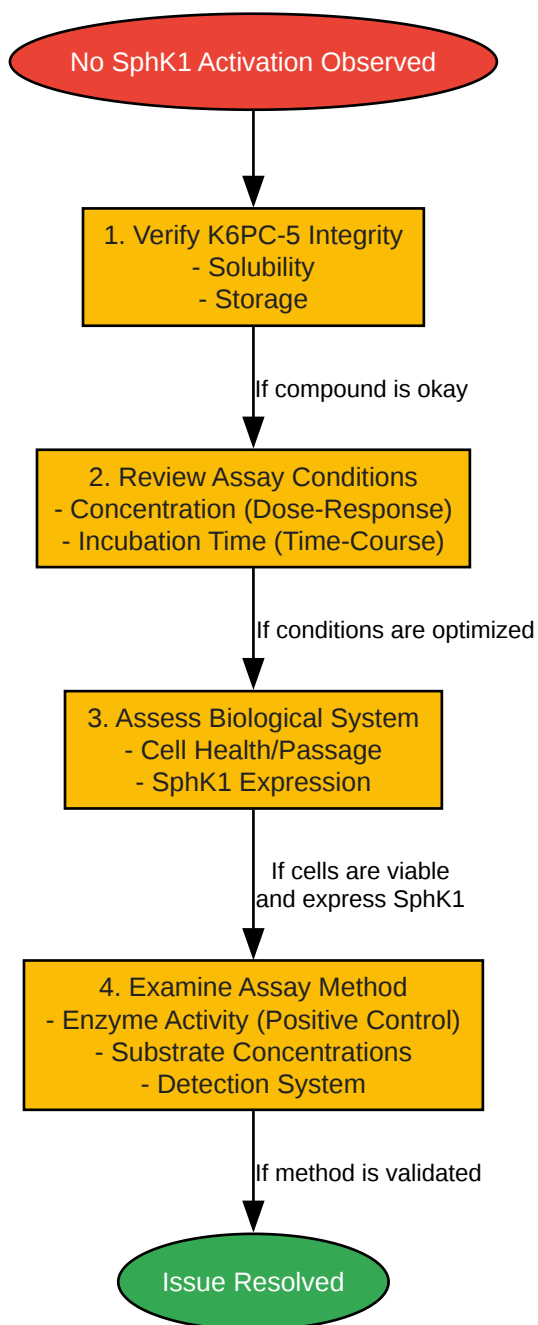 No SphK1 Activation Observed
1. Verify K6PC-5 Integrity
- Solubility
- Storage
If compound is okay
2. Review Assay Conditions
- Concentration (Dose-Response)
- Incubation Time (Time-Course)
If conditions are optimized
3. Assess Biological System
- Cell Health/Passage
- SphK1 Expression
If cells are viable
and express SphK1
4. Examine Assay Method
- Enzyme Activity (Positive Control)
- Substrate Concentrations
- Detection System
If method is validated
Issue Resolved